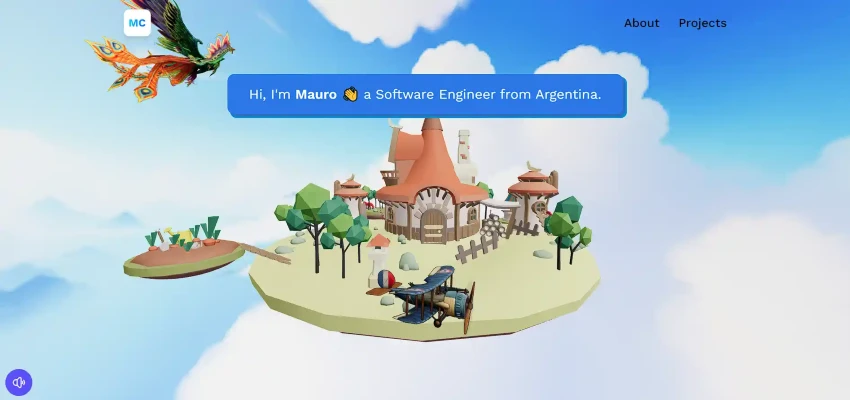 MC
About Projects
Hi, I'm Mauro 👋 a Software Engineer from Argentina.